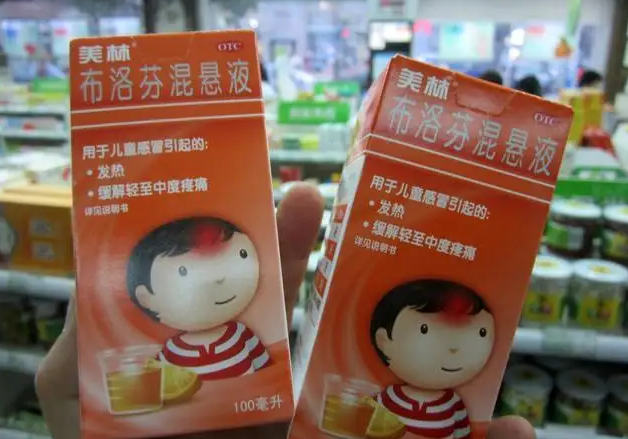 美林®
OTC
布洛芬混悬液
用于儿童感冒引起的:
• 发热
• 缓解轻至中度疼痛
详见说明书
100毫升
美林®
OTC
布洛芬混悬液
用于儿童感冒引起的:
• 发热
• 缓解轻至中度疼痛
详见说明书